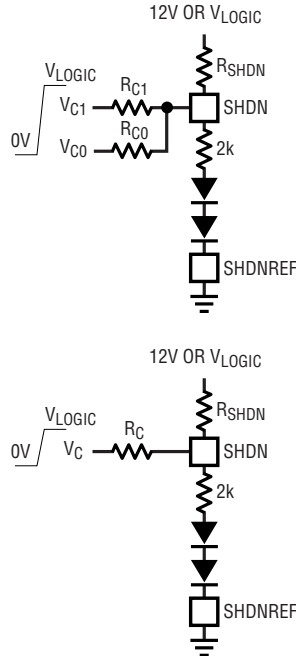 12V OR VLOGIC
RSHDN
VLOGIC
RC1
VC1
SHDN
RC0
0V
VC0
2k
SHDNREF
12V OR VLOGIC
RSHDN
VLOGIC
RC
0V
VC
SHDN
2k
SHDNREF